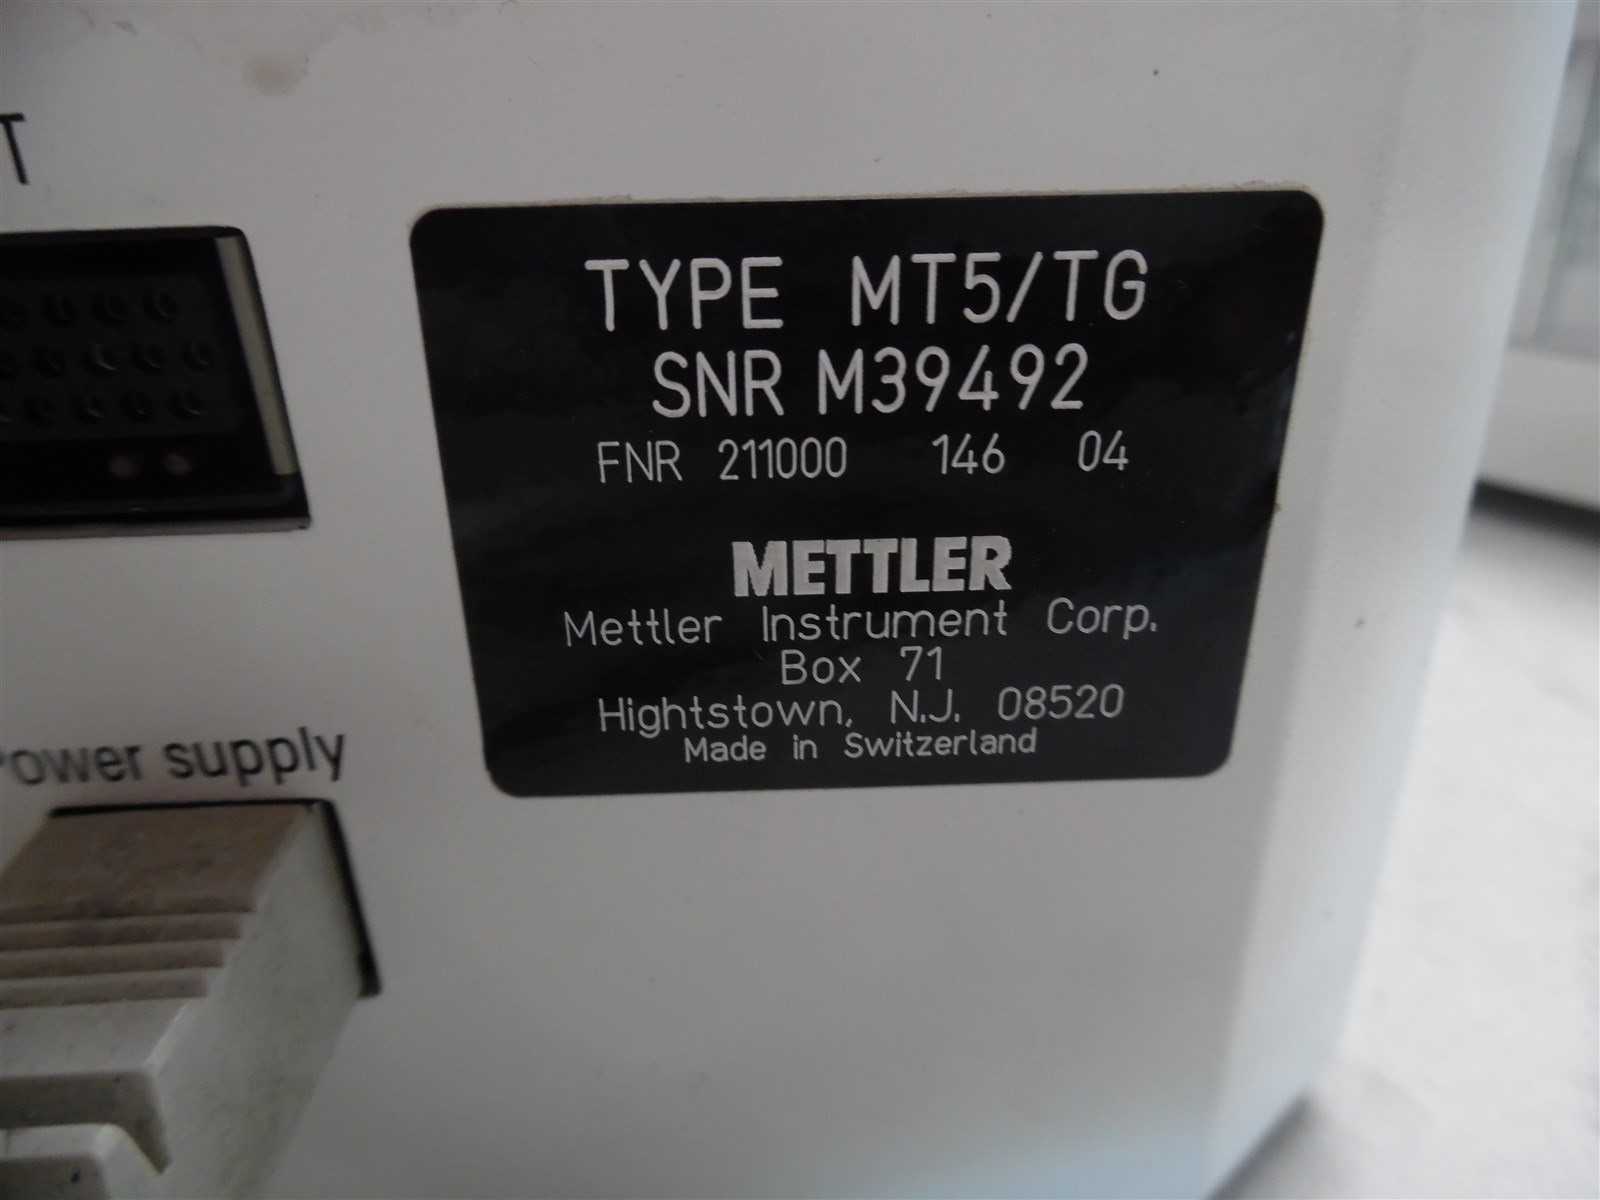 T
TYPE MT5/TG
SNR M39492
FNR 211000 146 04
METTLER
Mettler Instrument Corp.
Box 71
Hightstown, N.J. 08520
Made in Switzerland
Power supply